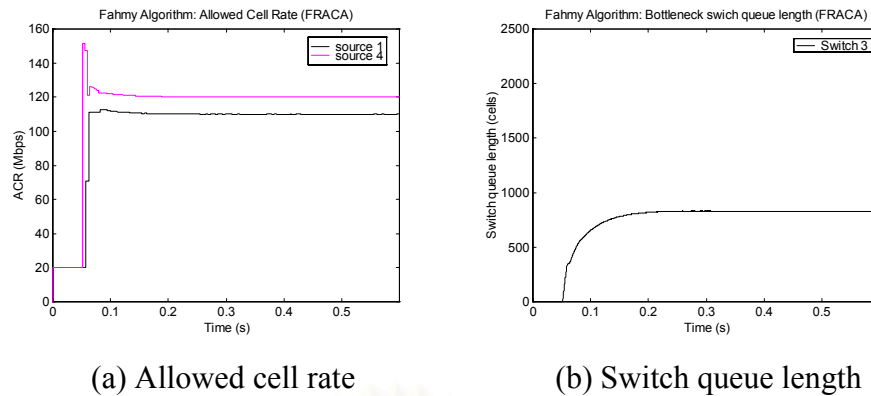 Fahmy Algorithm: Allowed Cell Rate (FRACA)
160
140
120
100
80
60
40
20
0
ACR (Mbps)
source 1
source 4
0
0.1
0.2
0.3
0.4
0.5
Time (s)
(a) Allowed cell rate
Fahmy Algorithm: Bottleneck swich queue length (FRACA)
2500
2000
1500
1000
500
0
Switch queue length (cells)
Switch 3
0
0.1
0.2
0.3
0.4
0.5
Time (s)
(b) Switch queue length